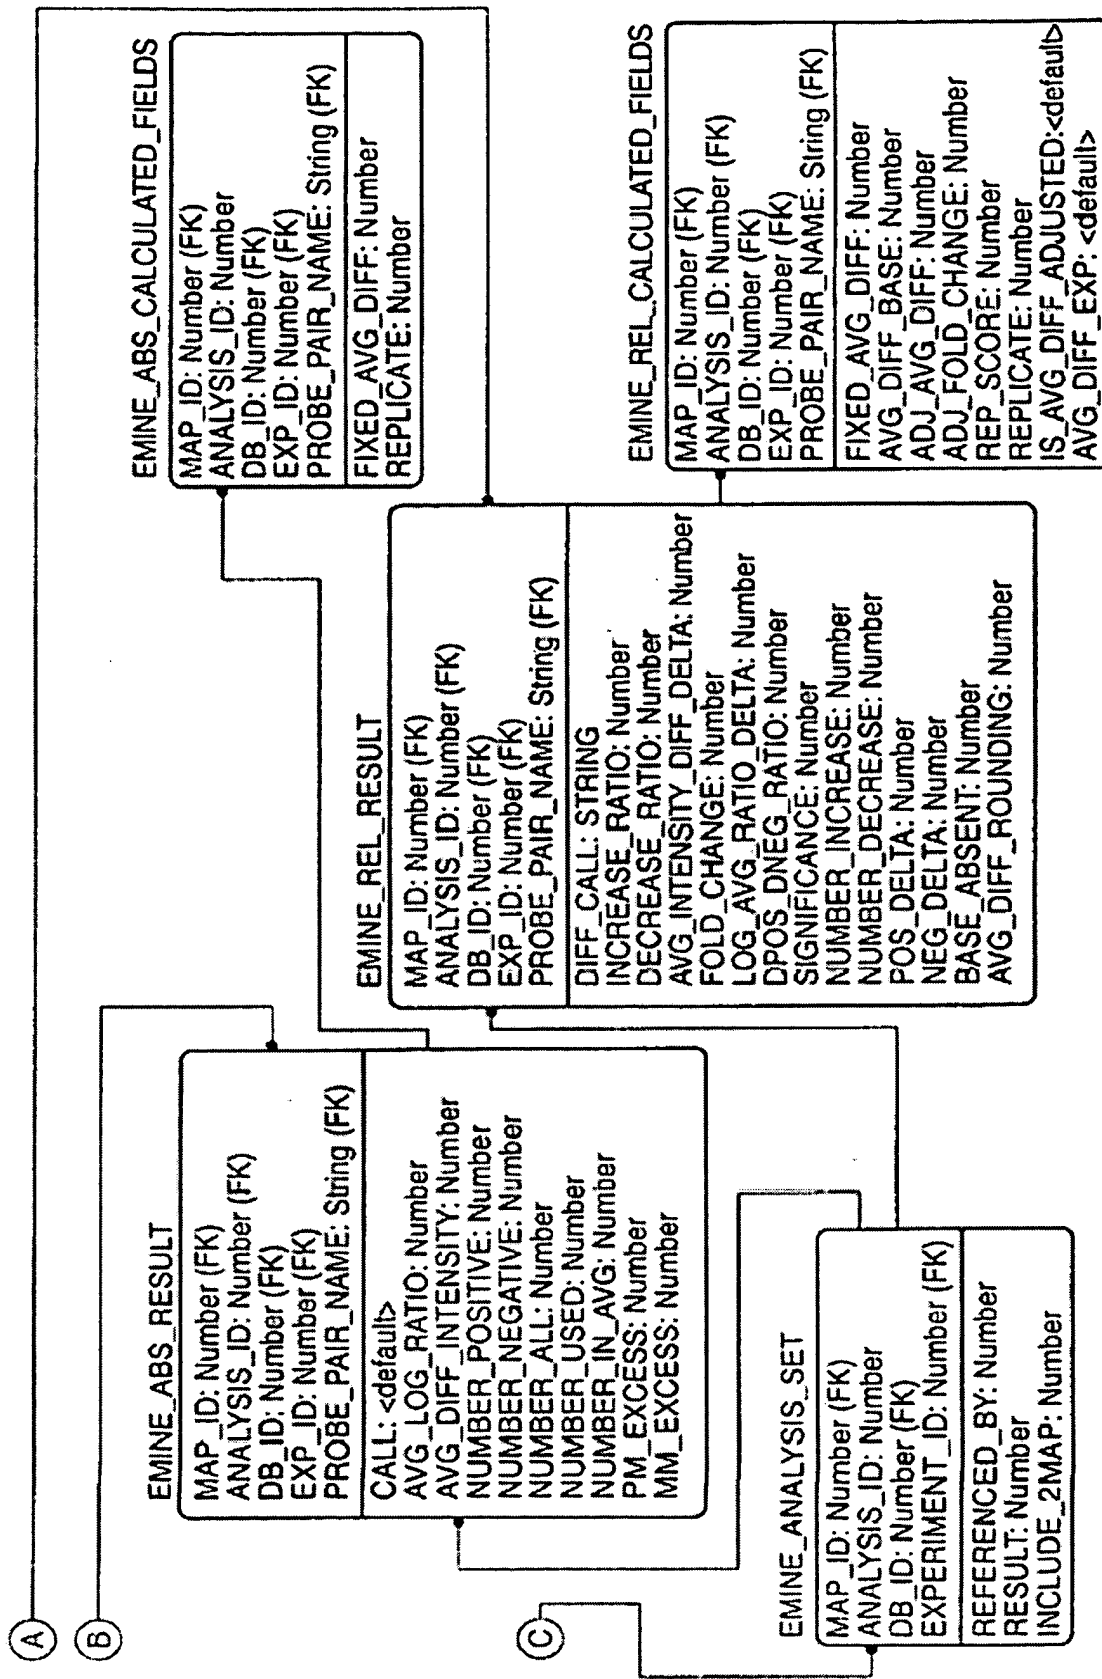 A
B
C
EMINE_ABS_RESULT
MAP_ID: Number (FK)
ANALYSIS_ID: Number (FK)
DB_ID: Number (FK)
EXP_ID: Number (FK)
PROBE_PAIR_NAME: String (FK)
CALL: <default>
AVG_LOG_RATIO: Number
AVG_DIFF_INTENSITY: Number
NUMBER_POSITIVE: Number
NUMBER_NEGATIVE: Number
NUMBER_ALL: Number
NUMBER_USED: Number
NUMBER_IN_AVG: Number
PM_EXCESS: Number
MM_EXCESS: Number
EMINE_ANALYSIS_SET
MAP_ID: Number (FK)
ANALYSIS_ID: Number
DB_ID: Number (FK)
EXPERIMENT_ID: Number (FK)
REFERENCED_BY: Number
RESULT: Number
INCLUDE_2MAP: Number
EMINE_REL_RESULT
MAP_ID: Number (FK)
ANALYSIS_ID: Number (FK)
DB_ID: Number (FK)
EXP_ID: Number (FK)
PROBE_PAIR_NAME: String (FK)
DIFF_CALL: STRING
INCREASE_RATIO: Number
DECREASE_RATIO: Number
AVG_INTENSITY_DIFF_DELTA: Number
FOLD_CHANGE: Number
LOG_AVG_RATIO_DELTA: Number
DPOS_DNEG_RATIO: Number
SIGNIFICANCE: Number
NUMBER_INCREASE: Number
NUMBER_DECREASE: Number
POS_DELTA: Number
NEG_DELTA: Number
BASE_ABSENT: Number
AVG_DIFF_ROUNDING: Number
EMINE_ABS_CALCULATED_FIELDS
MAP_ID: Number (FK)
ANALYSIS_ID: Number
DB_ID: Number (FK)
EXP_ID: Number (FK)
PROBE_PAIR_NAME: String (FK)
FIXED_AVG_DIFF: Number
REPLICATE: Number
EMINE_REL_CALCULATED_FIELDS
MAP_ID: Number (FK)
ANALYSIS_ID: Number (FK)
DB_ID: Number (FK)
EXP_ID: Number (FK)
PROBE_PAIR_NAME: String (FK)
FIXED_AVG_DIFF: Number
AVG_DIFF_BASE: Number
ADJ_AVG_DIFF: Number
ADJ_FOLD_CHANGE: Number
REP_SCORE: Number
REPLICATE: Number
IS_AVG_DIFF_ADJUSTED:<default>
AVG_DIFF_EXP: <default>